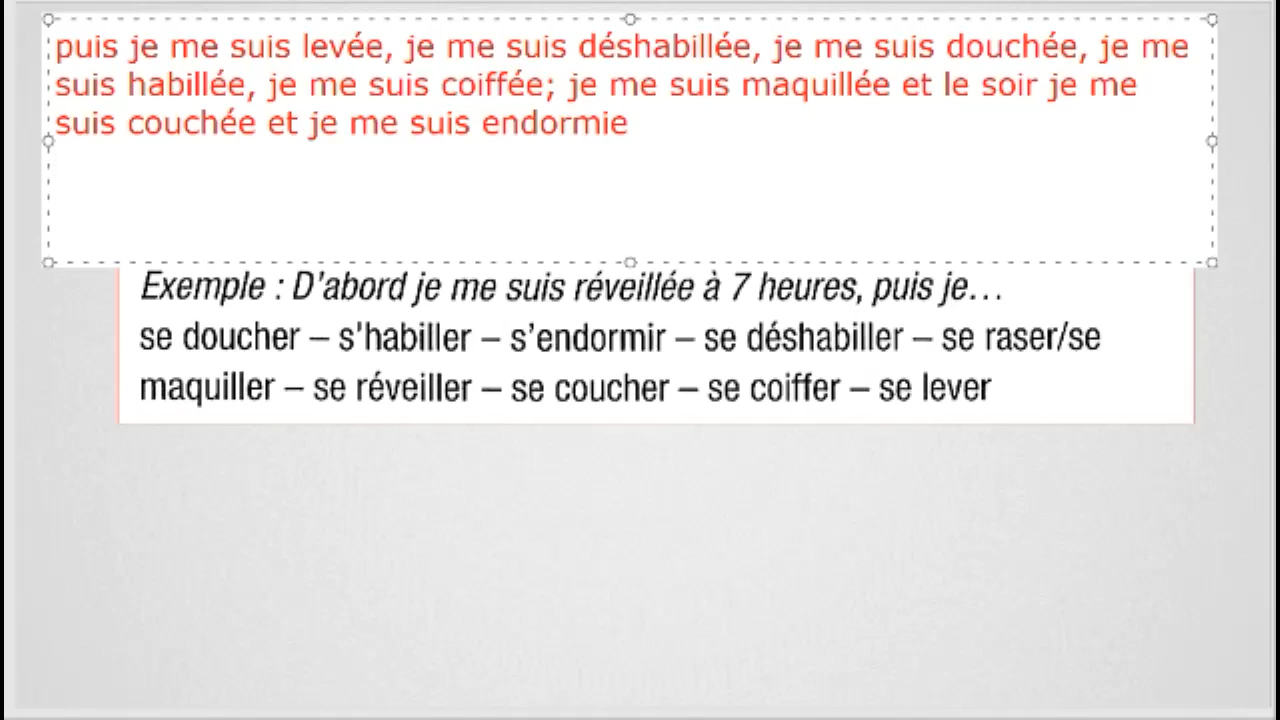 puis je me suis levée, je me suis déshabillée, je me suis douchée, je me
suis habillée, je me suis coiffée; je me suis maquillée et le soir je me
suis couchée et je me suis endormie
Exemple : D'abord je me suis réveillée à 7 heures, puis je…
se doucher – s'habiller – s’endormir – se déshabiller – se raser/se
maquiller – se réveiller – se coucher – se coiffer – se lever